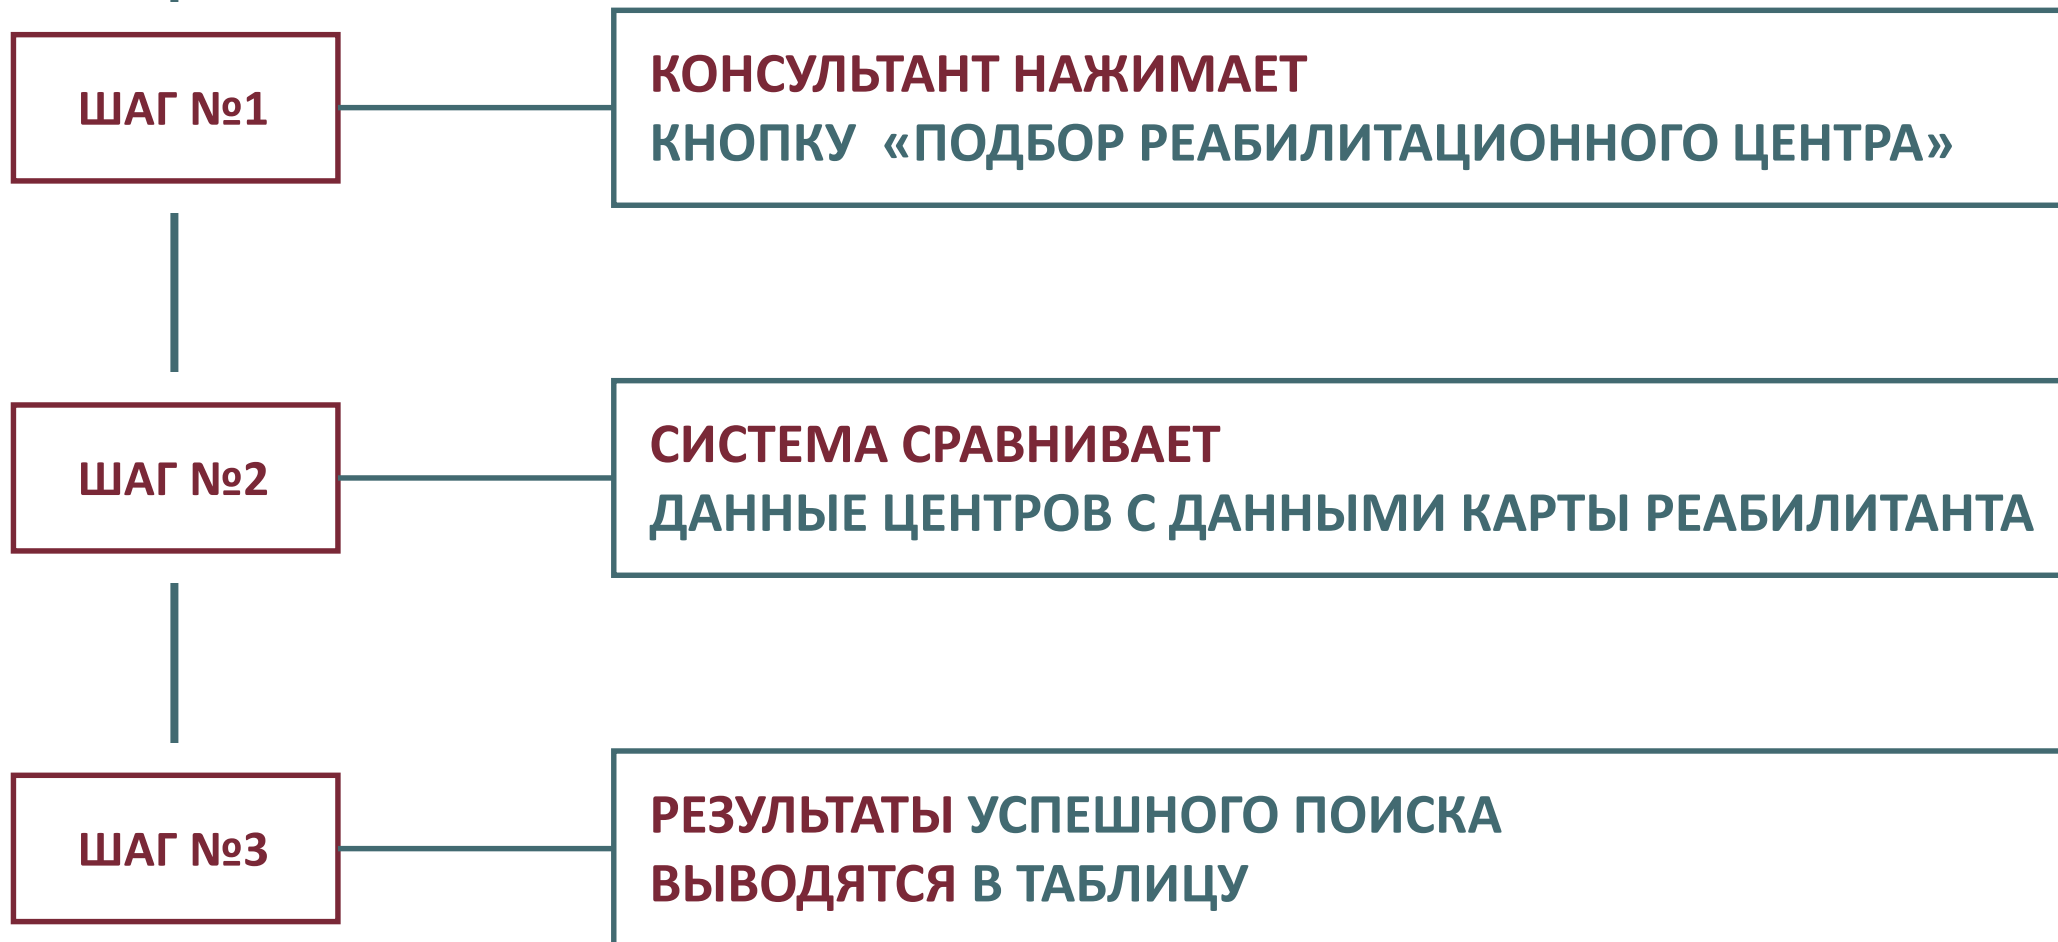 ШАГ №1
КОНСУЛЬТАНТ НАЖИМАЕТ
КНОПКУ «ПОДБОР РЕАБИЛИТАЦИОННОГО ЦЕНТРА»
ШАГ №2
СИСТЕМА СРАВНИВАЕТ
ДАННЫЕ ЦЕНТРОВ С ДАННЫМИ КАРТЫ РЕАБИЛИТАНТА
ШАГ №3
РЕЗУЛЬТАТЫ УСПЕШНОГО ПОИСКА
ВЫВОДЯТСЯ В ТАБЛИЦУ